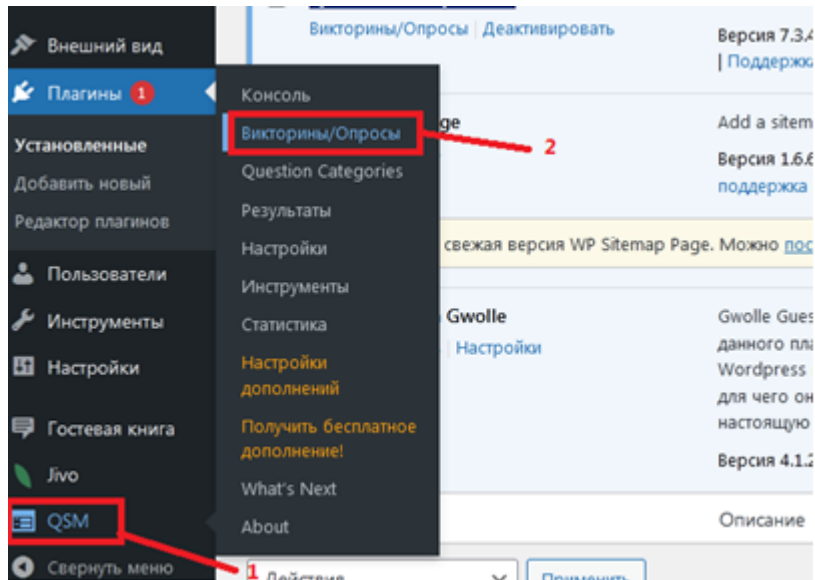 Внешний вид
Плагины 1
Установленные
Добавить новый
Редактор плагинов
Пользователи
Инструменты
Настройки
Гостевая книга
Jivo
QSM
Свернуть меню
Консоль
Викторины/Опросы
Question Categories
Результаты
Настройки
Инструменты
Статистика
Настройки
дополнений
Получить бесплатное
дополнение!
What's Next
About
1
2
Викторины/Опросы | Деактивировать
Версия 7.3.4
| Поддержка
Add a sitem
Версия 1.6.6
поддержка
свежая версия WP Sitemap Page. Можно пос
Gwolle
| Настройки
Gwolle Gues
данного пла
Wordpress
для чего он
настоящую
Версия 4.1.2
Описание
Действия
Применить